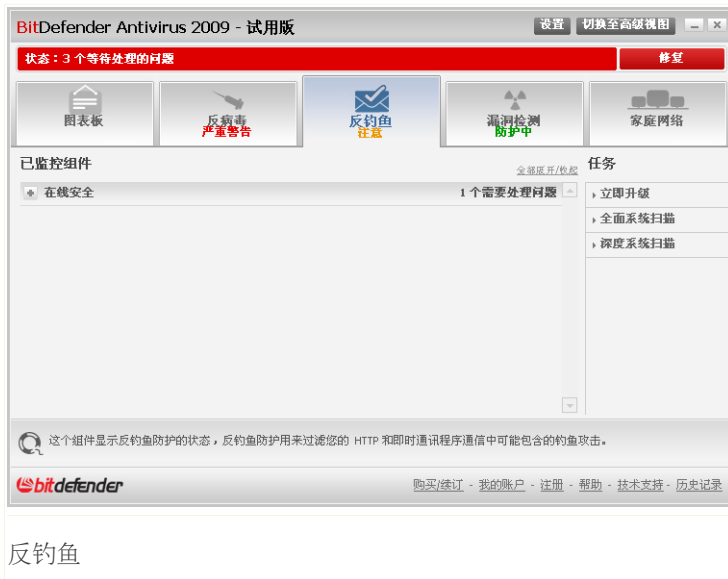 BitDefender Antivirus 2009 - 试用版
设置 切换至高级视图
状态：3 个等待处理的问题 修复
图表板 反病毒 反钓鱼 漏洞检测 家庭网络
严重警告 注意 防护中
已监控组件 全部展开/收起 任务
在线安全 1 个需要处理问题
立即升级
全面系统扫描
深度系统扫描
这个组件显示反钓鱼防护的状态，反钓鱼防护用来过滤您的 HTTP 和即时通讯程序通信中可能包含的钓鱼攻击。
bitdefender 购买/续订 - 我的账户 - 注册 - 帮助 - 技术支持 - 历史记录
反钓鱼